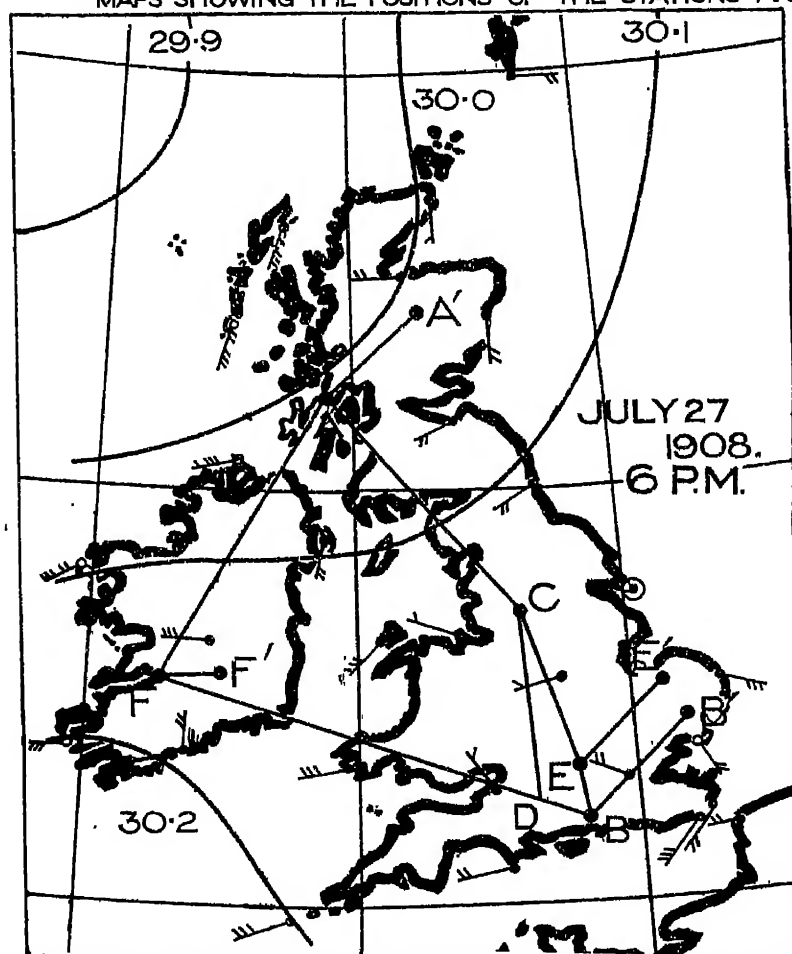 MAPS SHOWING THE POSITIONS OF THE STATIONS
29·9
30·1
30·0
A′
JULY 27
1908.
6 P.M.
C
E′
F′
F
B′
E
D
B
30·2